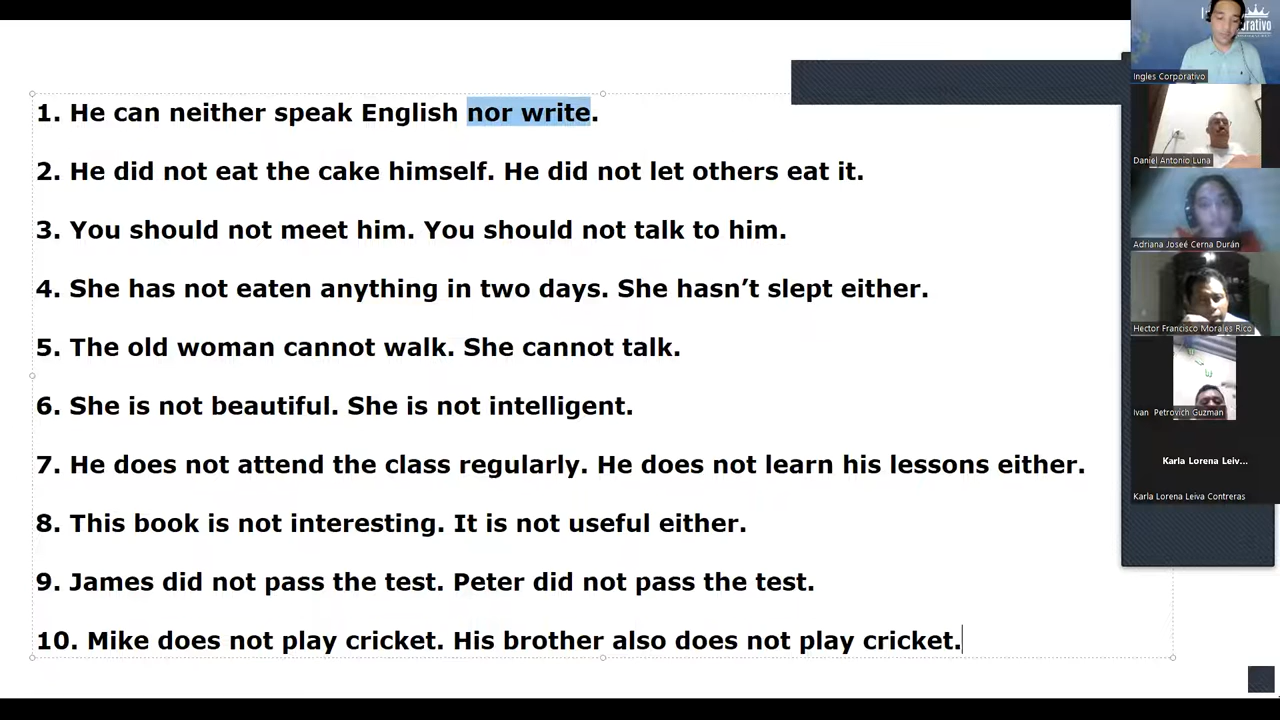 1. He can neither speak English nor write.
2. He did not eat the cake himself. He did not let others eat it.
3. You should not meet him. You should not talk to him.
4. She has not eaten anything in two days. She hasn’t slept either.
5. The old woman cannot walk. She cannot talk.
6. She is not beautiful. She is not intelligent.
7. He does not attend the class regularly. He does not learn his lessons either.
8. This book is not interesting. It is not useful either.
9. James did not pass the test. Peter did not pass the test.
10. Mike does not play cricket. His brother also does not play cricket.
Ingles Corporativo
Daniel Antonio Luna
Adriana Joseé Cerna Durán
Hector Francisco Morales Rico
Ivan Petrovich Guzman
Karla Lorena Leiv...
Karla Lorena Leiva Contreras